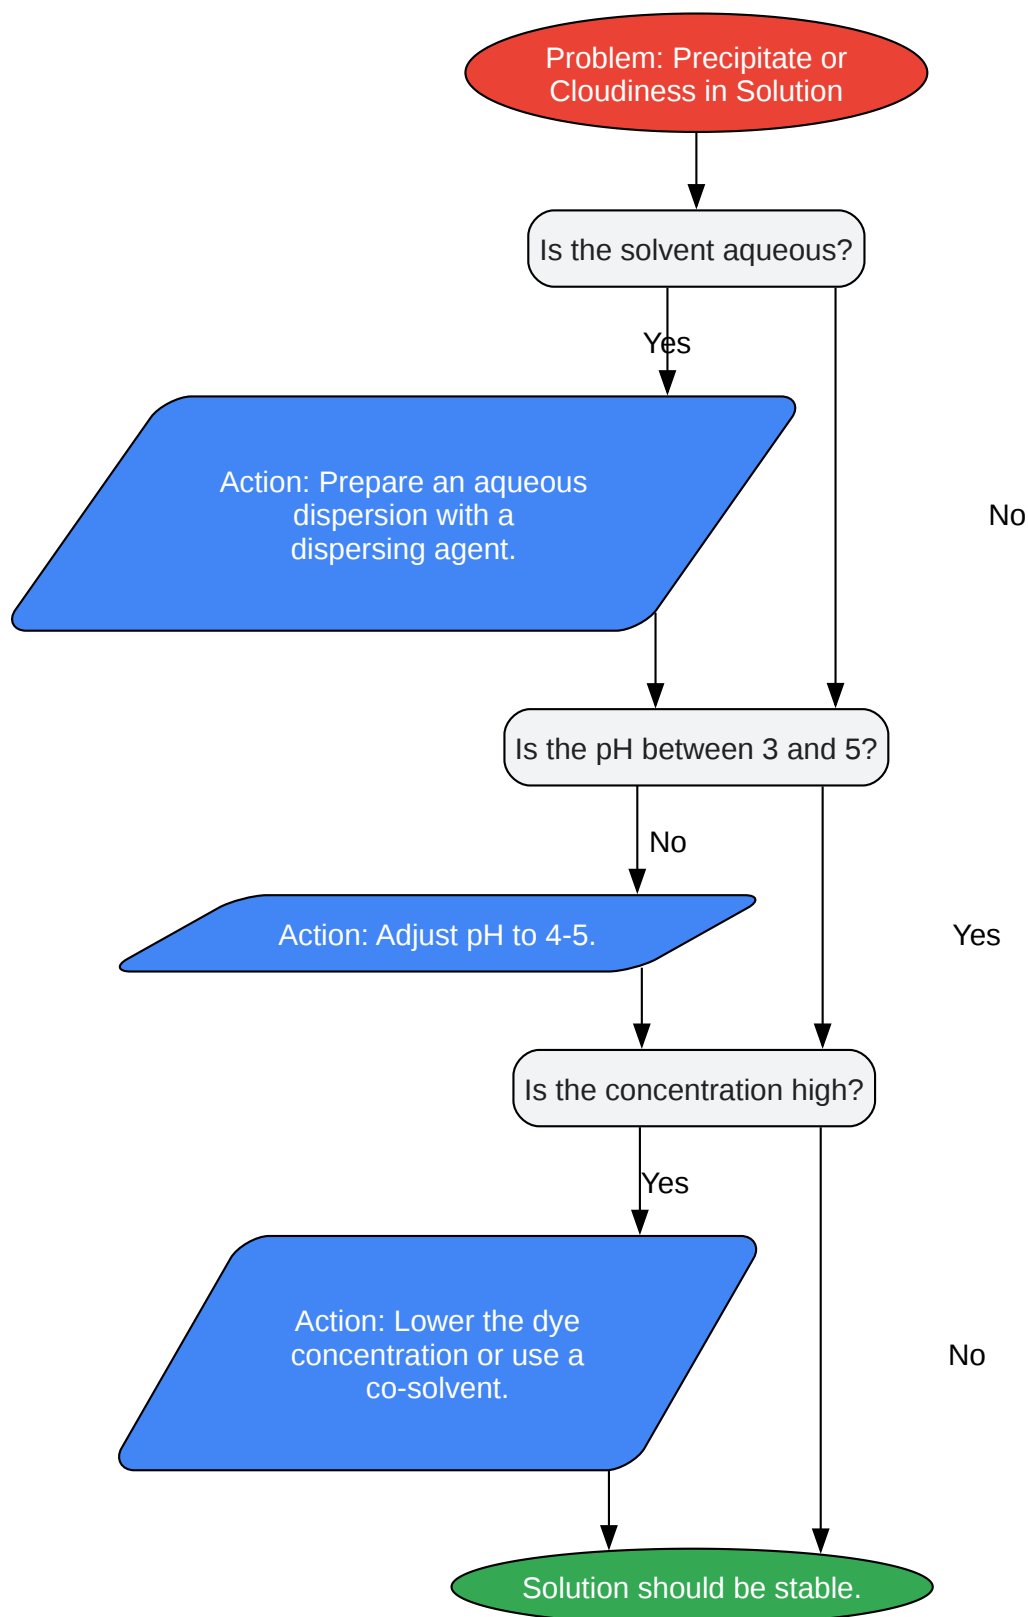 Problem: Precipitate or
Cloudiness in Solution
Is the solvent aqueous?
Yes
Action: Prepare an aqueous
dispersion with a
dispersing agent.
No
Is the pH between 3 and 5?
No
Action: Adjust pH to 4-5.
Yes
Is the concentration high?
Yes
Action: Lower the dye
concentration or use a
co-solvent.
No
Solution should be stable.